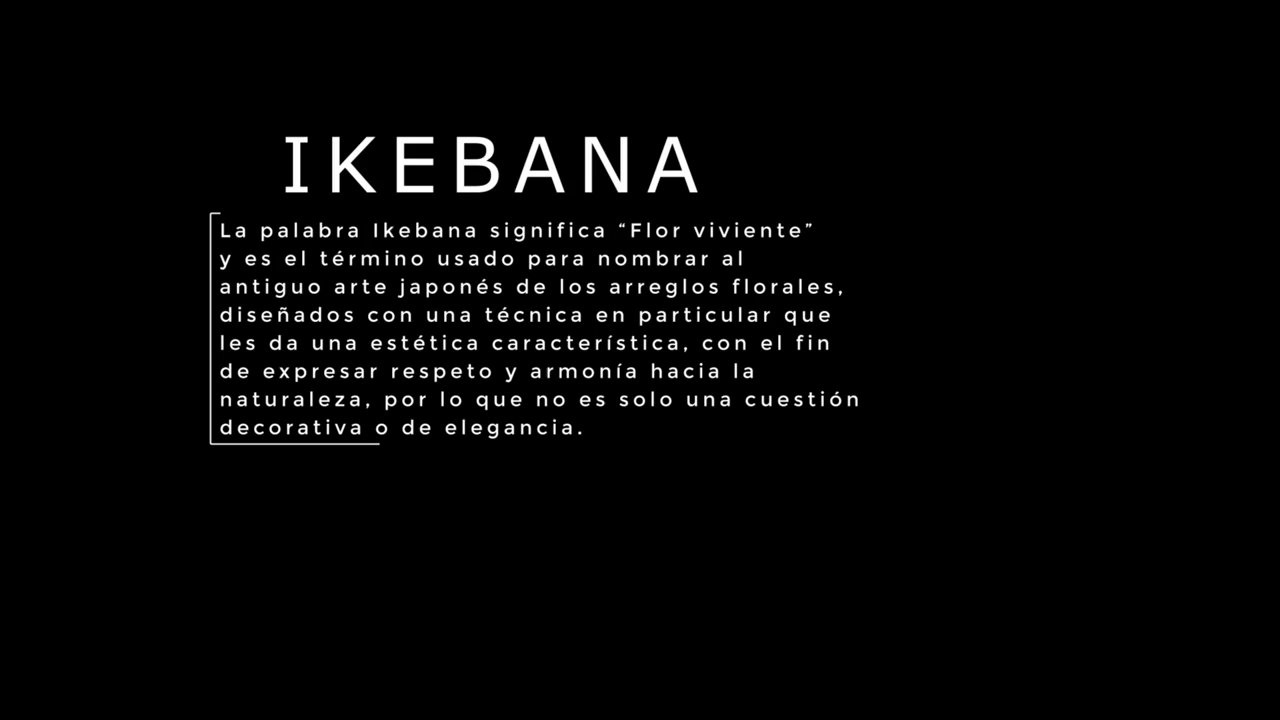 IKEBANA
La palabra Ikebana significa “Flor viviente”
y es el término usado para nombrar al
antiguo arte japonés de los arreglos florales,
diseñados con una técnica en particular que
les da una estética característica, con el fin
de expresar respeto y armonía hacia la
naturaleza, por lo que no es solo una cuestión
decorativa o de elegancia.